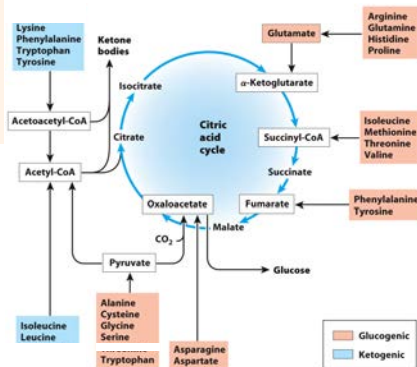 Lysine
Phenylalanine
Tryptophan
Tyrosine
Ketone
bodies
Glutamate
Arginine
Glutamine
Histidine
Proline
Isocitrate
α-Ketoglutarate
Acetoacetyl-CoA
Citrate
Citric
acid
cycle
Succinyl-CoA
Isoleucine
Methionine
Threonine
Valine
Acetyl-CoA
Succinate
Oxaloacetate
Fumarate
Phenylalanine
Tyrosine
Malate
CO2
Pyruvate
Glucose
Isoleucine
Leucine
Alanine
Cysteine
Glycine
Serine
Tryptophan
Asparagine
Aspartate
Glucogenic
Ketogenic